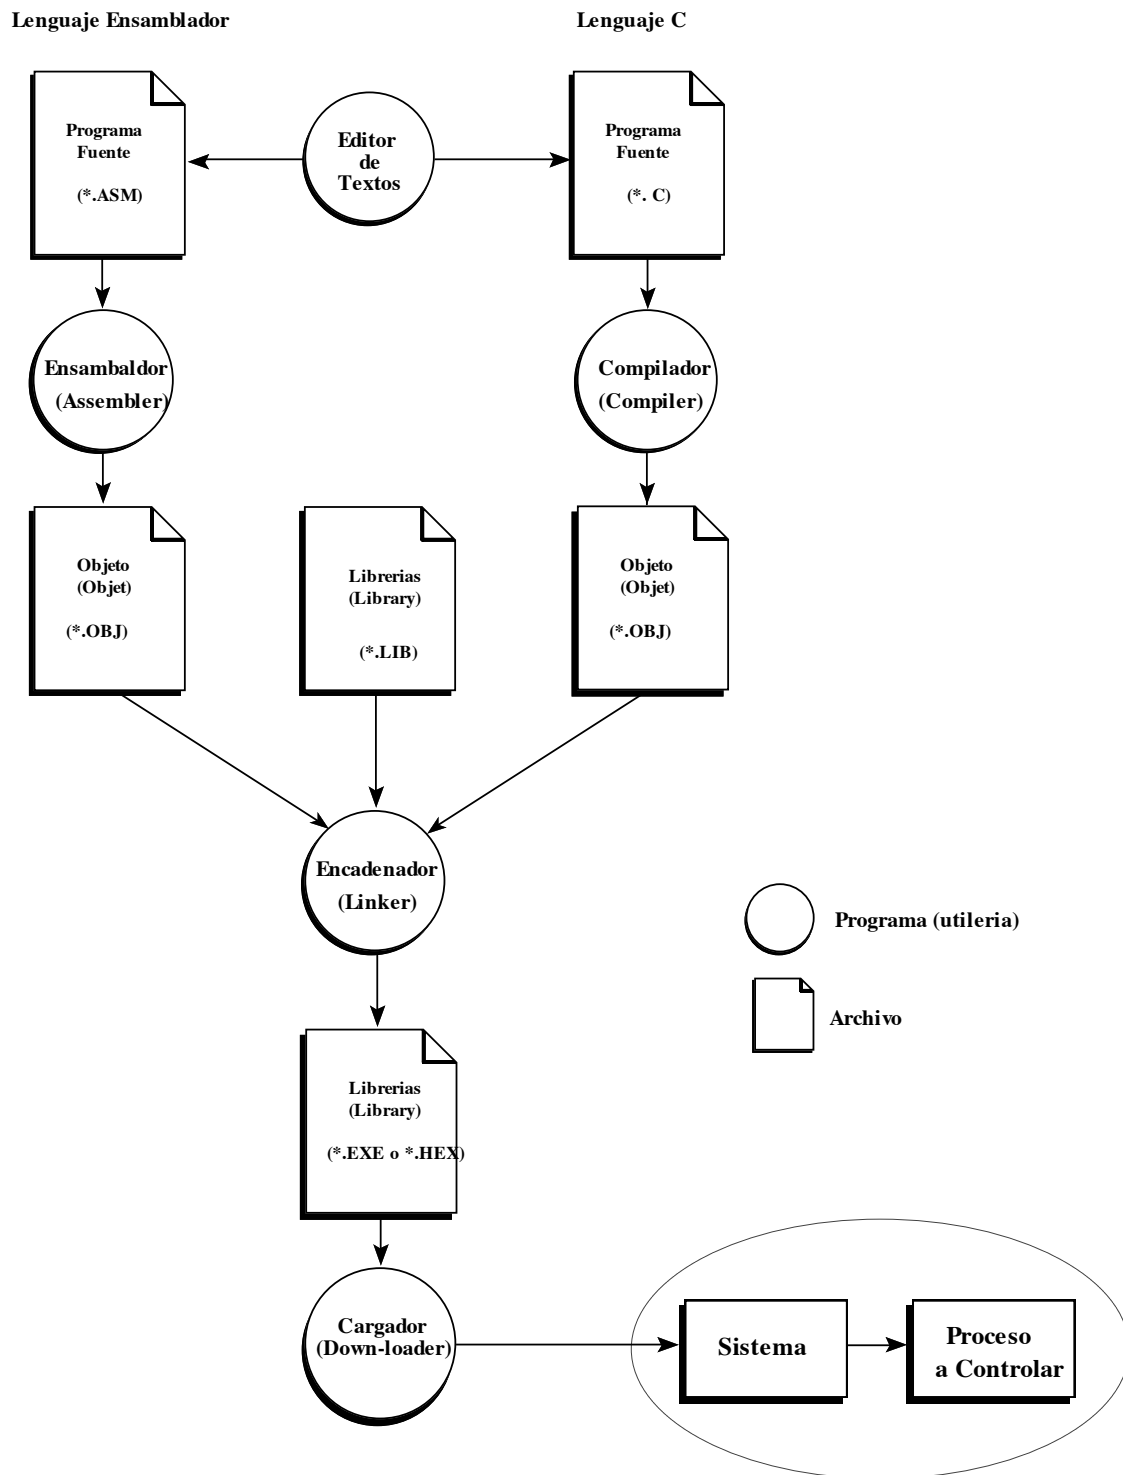 Lenguaje Ensamblador
Lenguaje C
Programa
Fuente
(*.ASM)
Editor
de
Textos
Programa
Fuente
(*. C)
Ensambaldor
(Assembler)
Compilador
(Compiler)
Objeto
(Objet)
(*.OBJ)
Librerias
(Library)
(*.LIB)
Objeto
(Objet)
(*.OBJ)
Encadenador
(Linker)
Programa (utileria)
Archivo
Librerias
(Library)
(*.EXE o *.HEX)
Cargador
(Down-loader)
Sistema
Proceso
a Controlar